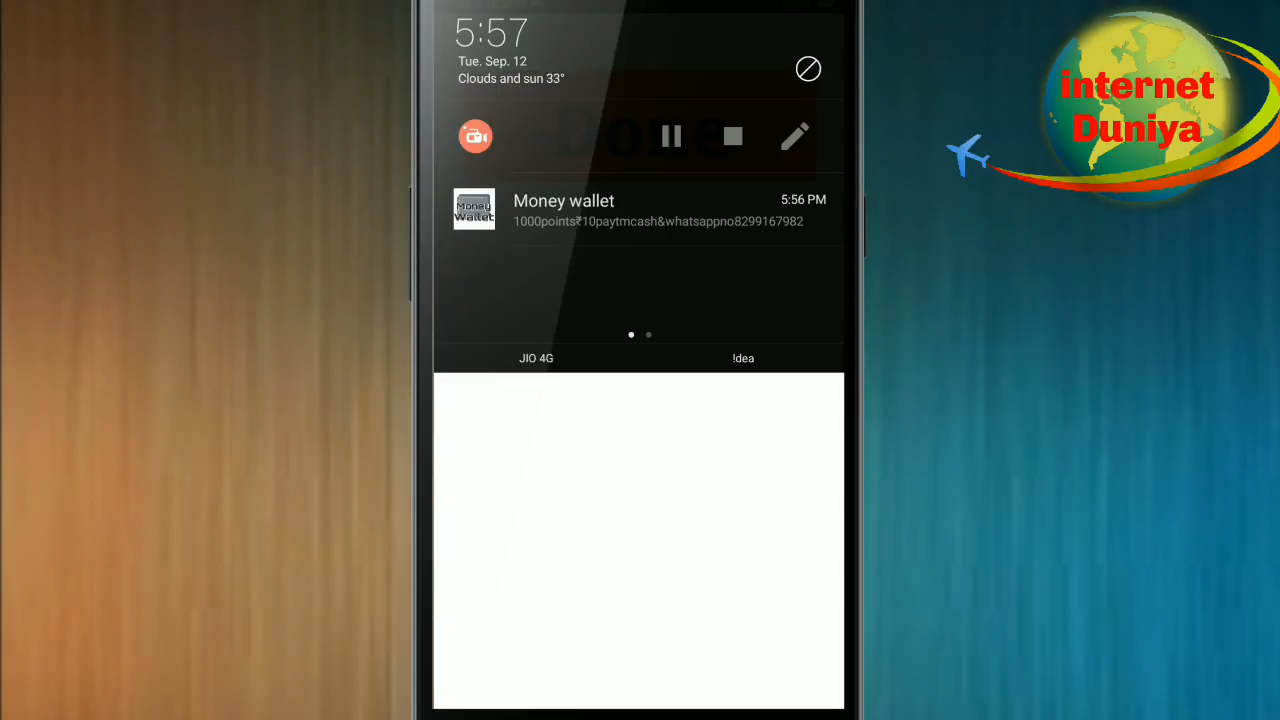 5:57
Tue. Sep. 12
Clouds and sun 33°
Done
Money wallet
5:56 PM
Money
Wallet
1000points₹10paytmcash&whatsappno8299167982
JIO 4G
!dea
internet
Duniya